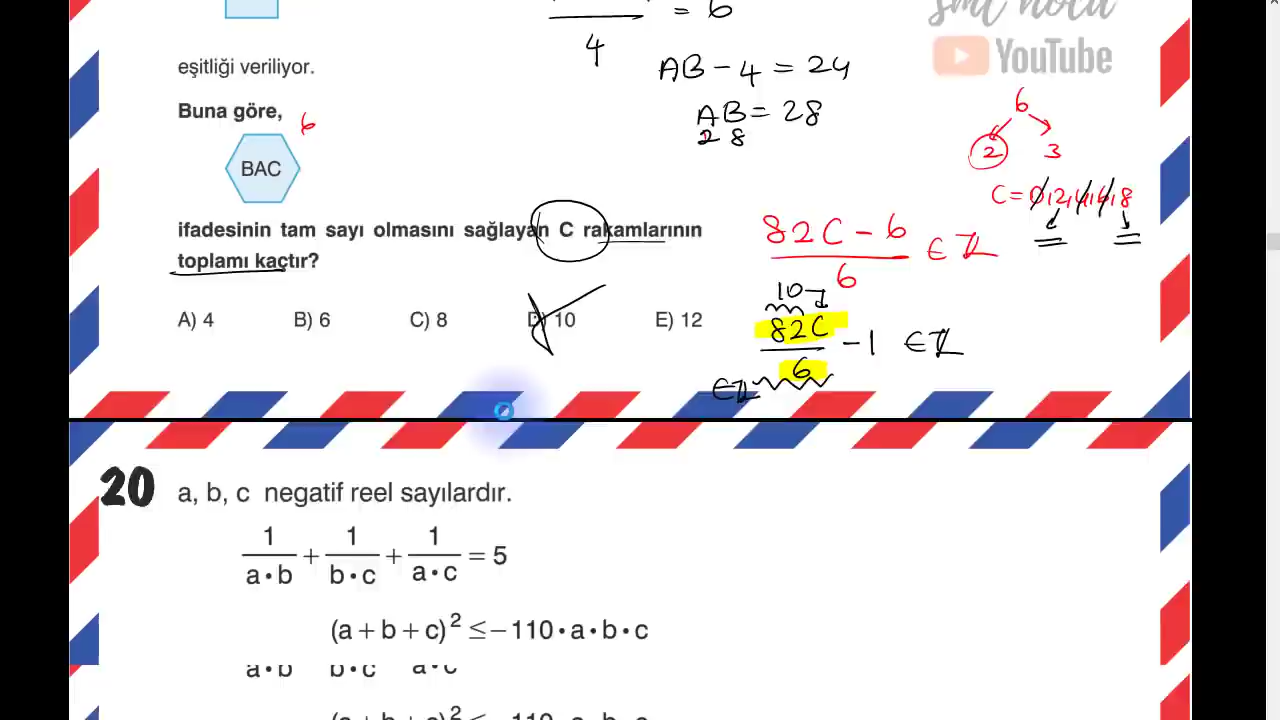 = 6
4
eşitliği veriliyor.
AB - 4 = 24
YouTube
Buna göre,
6
AB = 28
2 8
6
2 3
BAC
C = 0,2,4,6,8
ifadesinin tam sayı olmasını sağlayan C rakamlarının
toplamı kaçtır?
82C - 6
6
∈ Z
10
A) 4 B) 6 C) 8 D) 10 E) 12
82C
6
- 1 ∈ Z
∈ Z
20 a, b, c negatif reel sayılardır.
1/a•b + 1/b•c + 1/a•c = 5
(a + b + c)² ≤ – 110 • a • b • c
a•b b•c a•c